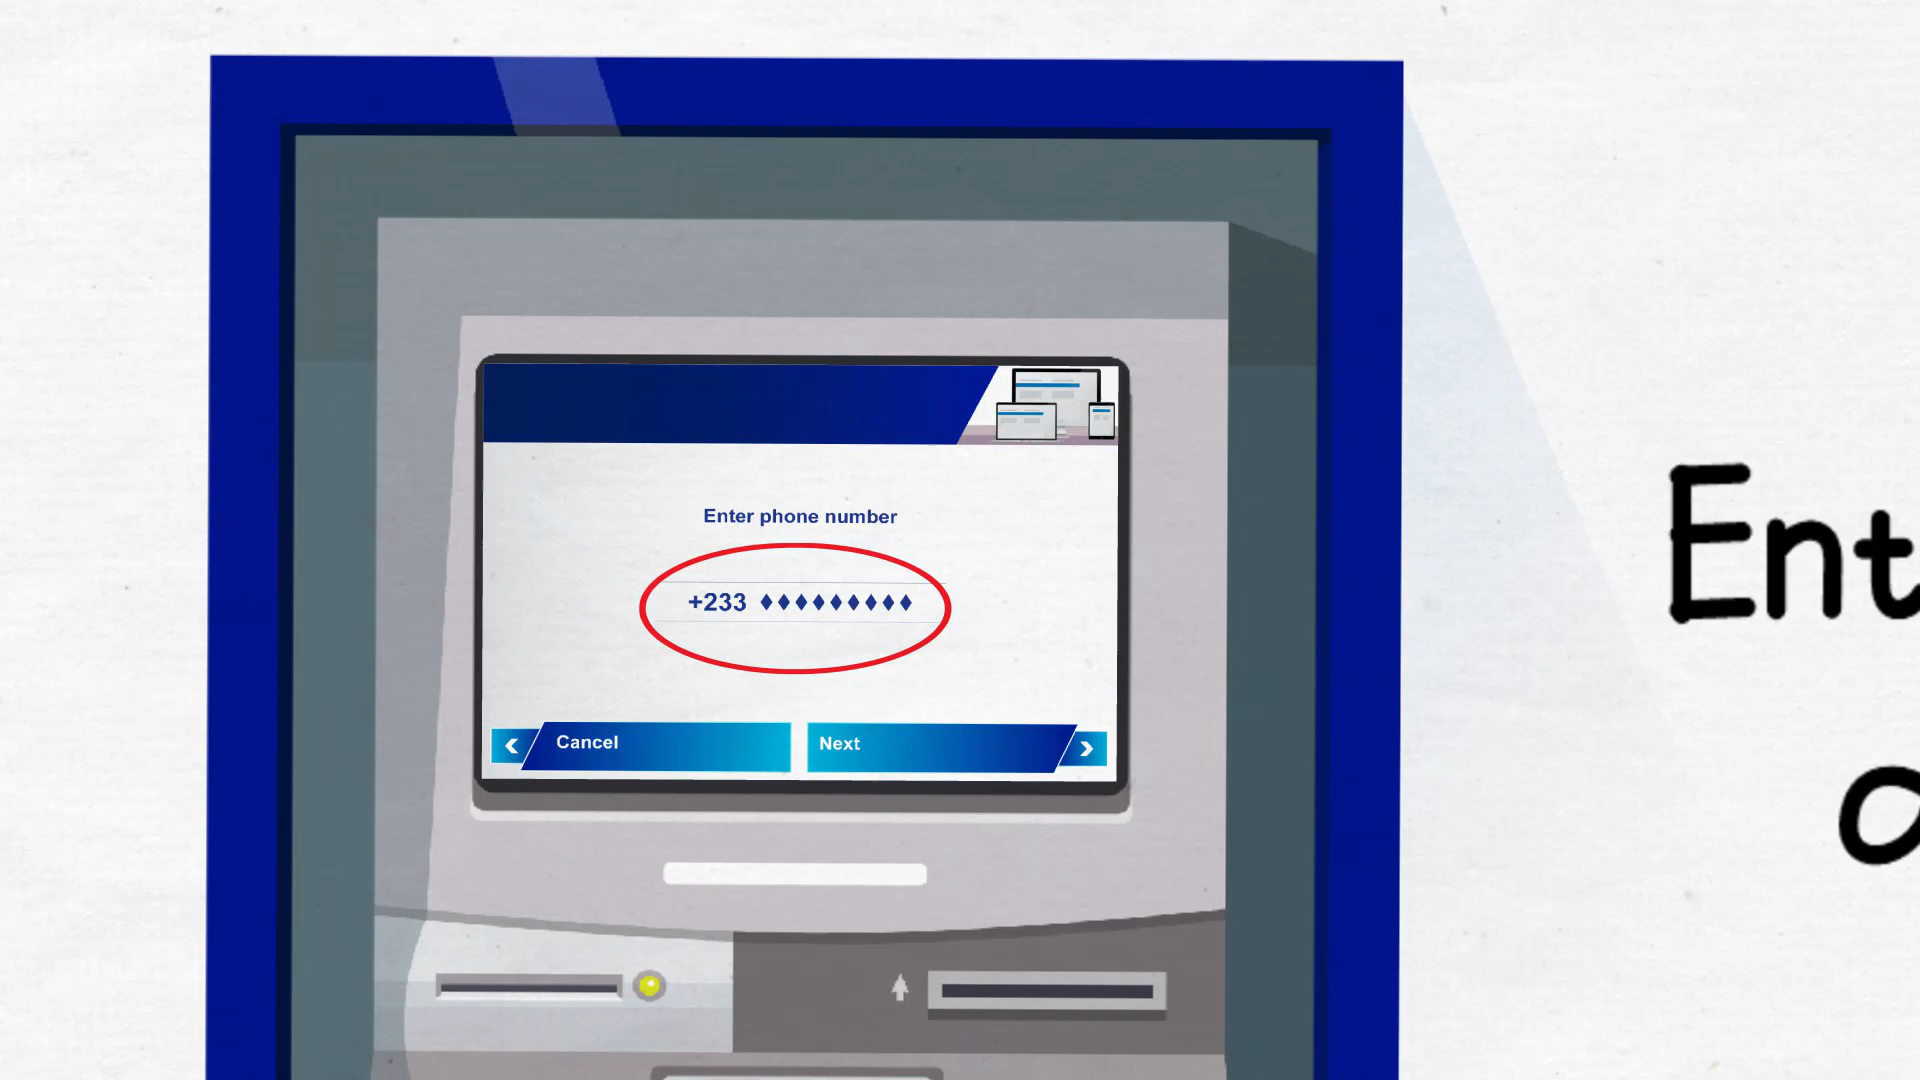 Enter phone number
+233 ♦♦♦♦♦♦♦♦♦
Cancel
Next
Ent